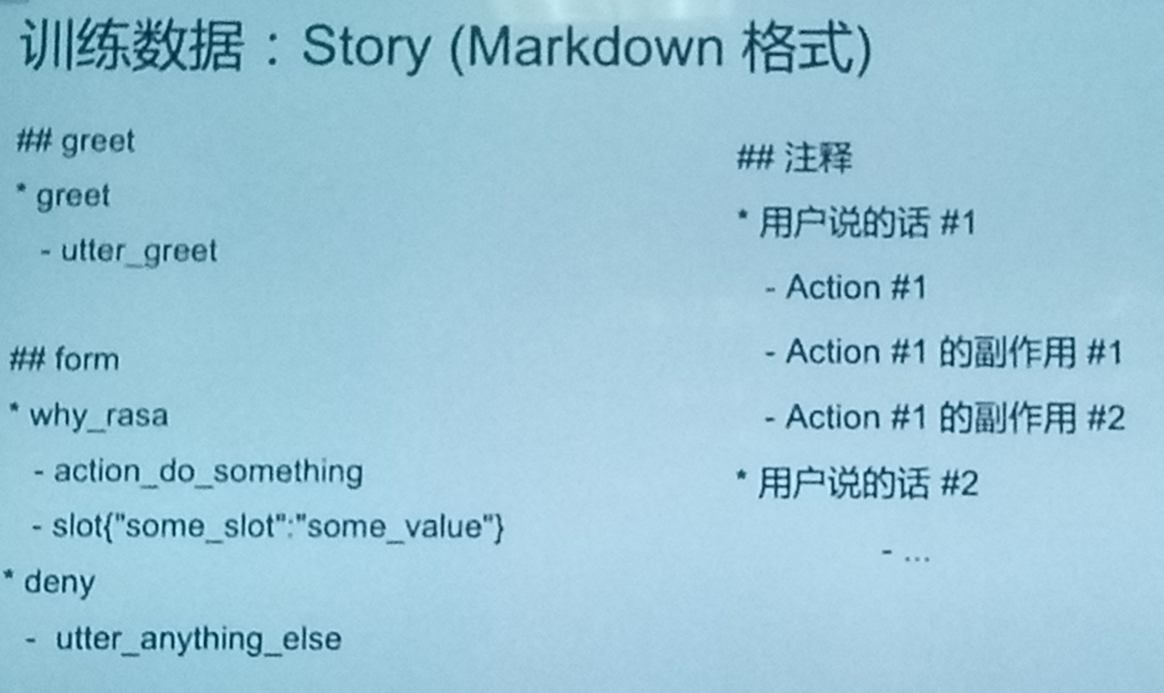 训练数据：Story (Markdown 格式)
## greet
* greet
- utter_greet
## form
* why_rasa
- action_do_something
- slot{"some_slot":"some_value"}
* deny
- utter_anything_else
## 注释
* 用户说的话 #1
- Action #1
- Action #1 的副作用 #1
- Action #1 的副作用 #2
* 用户说的话 #2
- ...